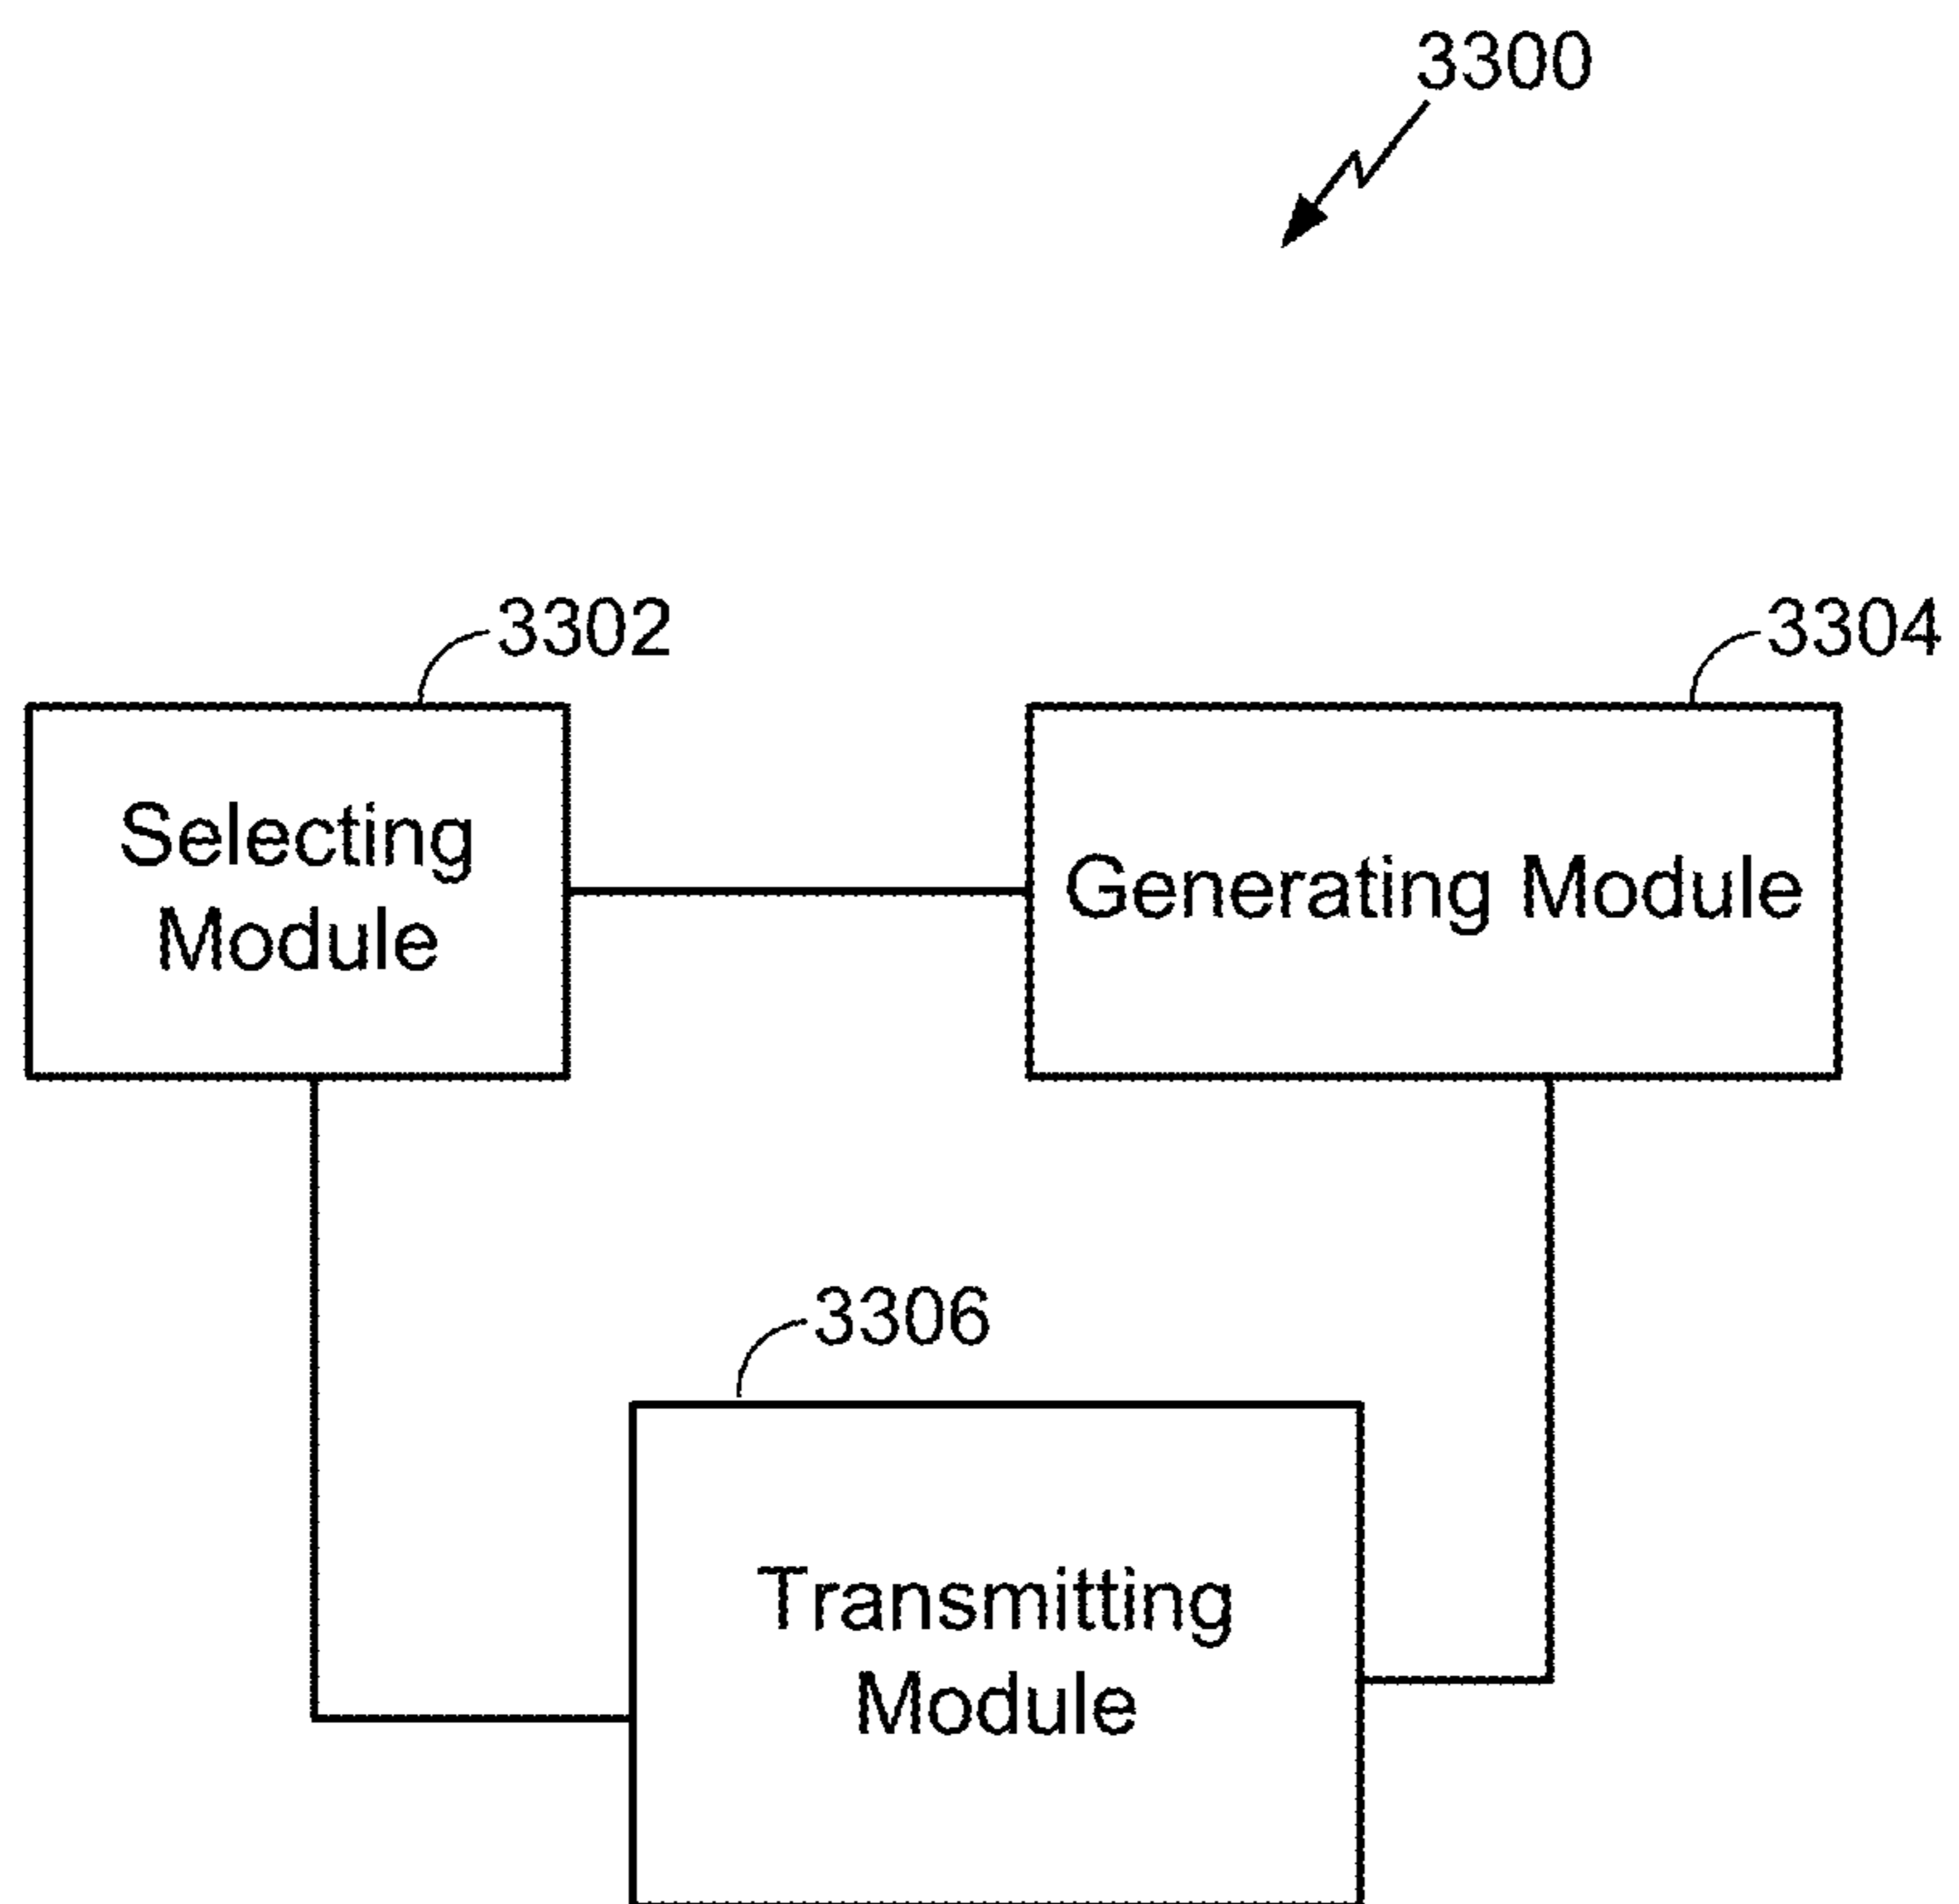 3300
3302
3304
Selecting
Module
Generating Module
3306
Transmitting
Module